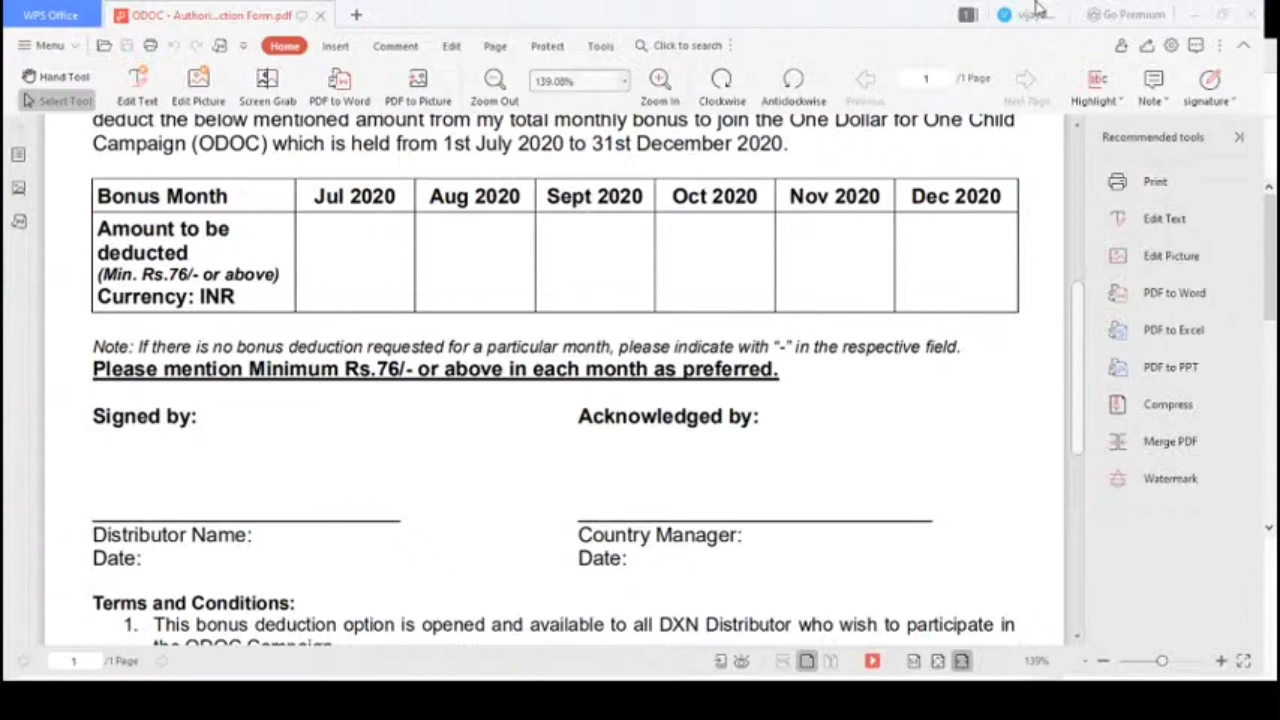 WPS Office
ODOC - Authori...ction Form.pdf
Go Premium
Menu
Home
Insert
Comment
Edit
Page
Protect
Tools
Click to search
Hand Tool
Select Tool
Edit Text
Edit Picture
Screen Grab
PDF to Word
PDF to Picture
Zoom Out
139.08%
Zoom In
Clockwise
Anticlockwise
Previous
1
/1 Page
Next Page
Highlight
Note
signature
deduct the below mentioned amount from my total monthly bonus to join the One Dollar for One Child
Campaign (ODOC) which is held from 1st July 2020 to 31st December 2020.
Bonus Month Jul 2020 Aug 2020 Sept 2020 Oct 2020 Nov 2020 Dec 2020
Amount to be
deducted
(Min. Rs.76/- or above)
Currency: INR
Note: If there is no bonus deduction requested for a particular month, please indicate with “-” in the respective field.
Please mention Minimum Rs.76/- or above in each month as preferred.
Signed by: Acknowledged by:
Distributor Name: Country Manager:
Date: Date:
Terms and Conditions:
1. This bonus deduction option is opened and available to all DXN Distributor who wish to participate in
the ODOC Campaign
Recommended tools
Print
Edit Text
Edit Picture
PDF to Word
PDF to Excel
PDF to PPT
Compress
Merge PDF
Watermark
1 /1 Page
139%